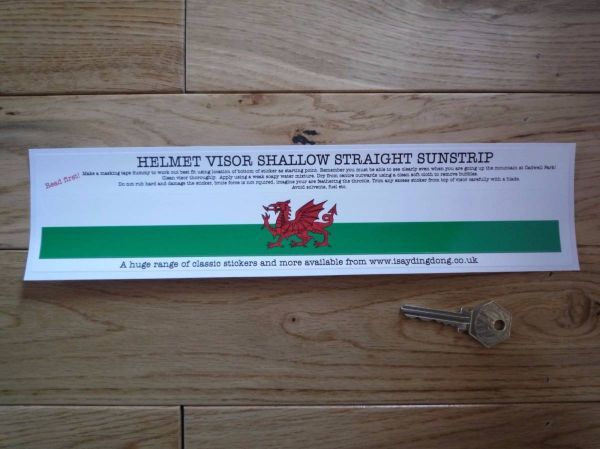 HELMET VISOR SHALLOW STRAIGHT SUNSTRIP
Read first!
Make a masking tape dummy to work out best fit using location of bottom of sticker as starting point. Remember you must be able to see clearly even when you are going up the mountain at Cadwell Park!
Clean visor thoroughly. Apply using a weak soapy water mixture. Dry from centre outwards using a clean soft cloth to remove bubbles.
Do not rub hard and damage the sticker, brute force is not rquired, imagine your are feathering the throttle. Trim any excess sticker from top of visor carefully with a blade.
Avoid solvents, fuel etc.
A huge range of classic stickers and more available from www.isaydingdong.co.uk